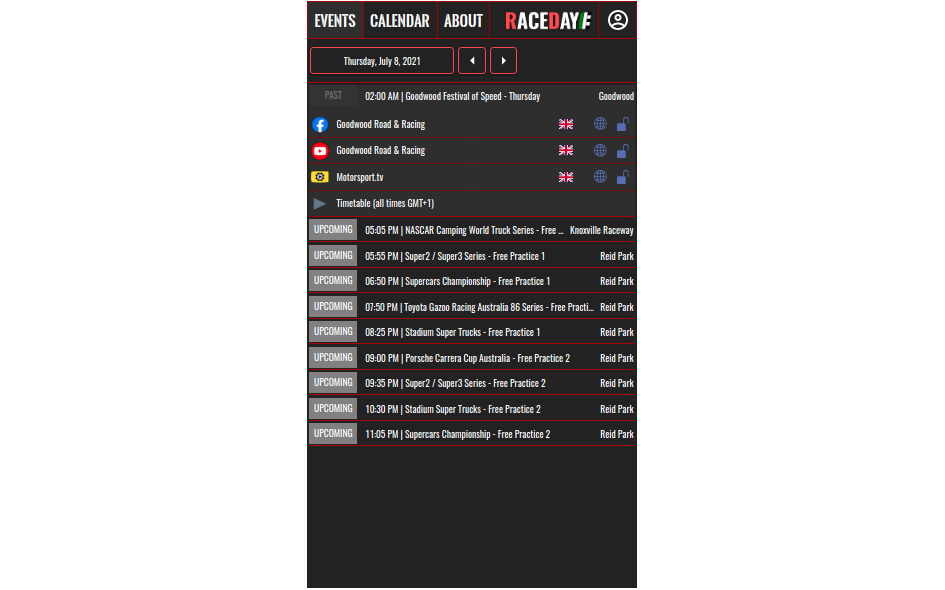 EVENTS CALENDAR ABOUT RACEDAY/F
Thursday, July 8, 2021
PAST 02:00 AM | Goodwood Festival of Speed - Thursday Goodwood
Goodwood Road & Racing
Goodwood Road & Racing
Motorsport.tv
Timetable (all times GMT+1)
UPCOMING 05:05 PM | NASCAR Camping World Truck Series - Free ... Knoxville Raceway
UPCOMING 05:55 PM | Super2 / Super3 Series - Free Practice 1 Reid Park
UPCOMING 06:50 PM | Supercars Championship - Free Practice 1 Reid Park
UPCOMING 07:50 PM | Toyota Gazoo Racing Australia 86 Series - Free Practi... Reid Park
UPCOMING 08:25 PM | Stadium Super Trucks - Free Practice 1 Reid Park
UPCOMING 09:00 PM | Porsche Carrera Cup Australia - Free Practice 2 Reid Park
UPCOMING 09:35 PM | Super2 / Super3 Series - Free Practice 2 Reid Park
UPCOMING 10:30 PM | Stadium Super Trucks - Free Practice 2 Reid Park
UPCOMING 11:05 PM | Supercars Championship - Free Practice 2 Reid Park